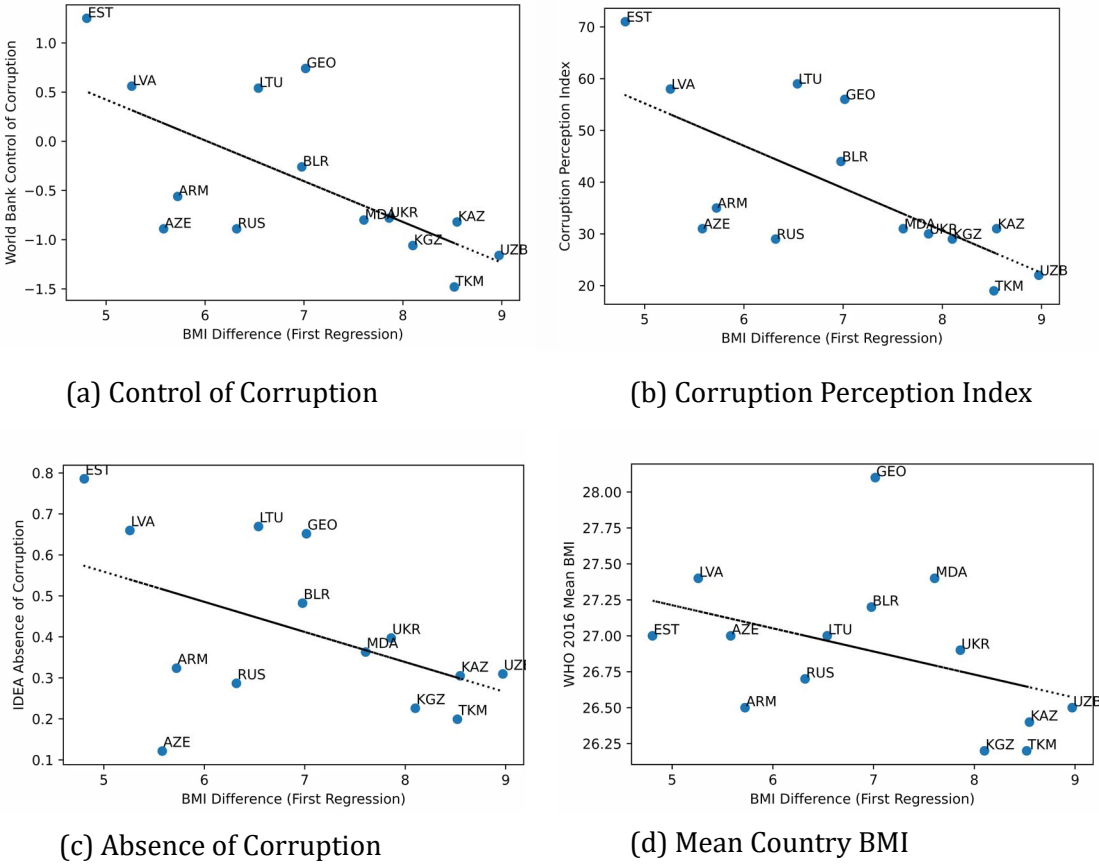 EST
1.0
GEO
LVA
LTU
0.5
0.0
BLR
−0.5
ARM
MDA
UKR
KAZ
AZE
RUS
−1.0
KGZ
UZB
TKM
−1.5
World Bank Control of Corruption
5 6 7 8 9
BMI Difference (First Regression)
70
EST
60
LTU
LVA
GEO
50
BLR
40
ARM
AZE
MDA
UKR
KGZ
KAZ
30
RUS
UZB
20
TKM
Corruption Perception Index
5 6 7 8 9
BMI Difference (First Regression)
(a) Control of Corruption
(b) Corruption Perception Index
0.8
EST
0.7
LVA
LTU
GEO
0.6
0.5
BLR
0.4
UKR
MDA
ARM
KAZ
0.3
RUS
KGZ
TKM
0.2
AZE
0.1
IDEA Absence of Corruption
5 6 7 8 9
BMI Difference (First Regression)
GEO
28.00
27.75
27.50
LVA
MDA
27.25
BLR
27.00
EST
AZE
LTU
UKR
26.75
RUS
26.50
ARM
UZB
KAZ
26.25
KGZ
TKM
WHO 2016 Mean BMI
5 6 7 8 9
BMI Difference (First Regression)
(c) Absence of Corruption
(d) Mean Country BMI